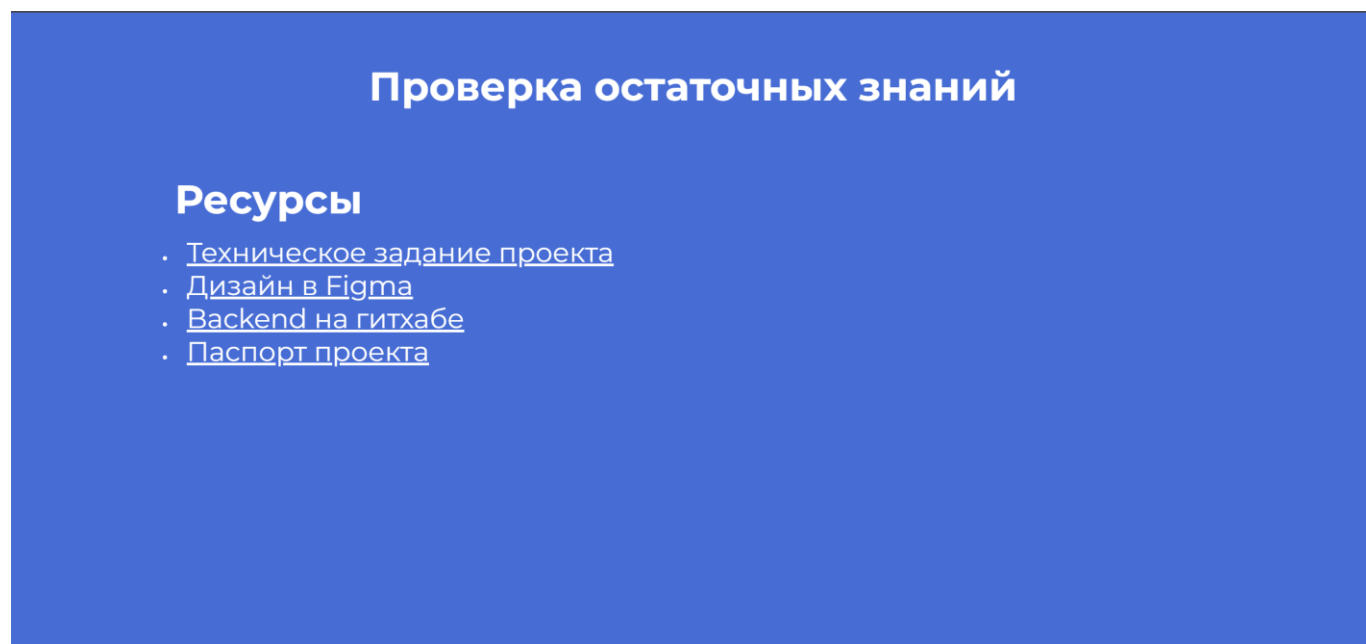 Проверка остаточных знаний
Ресурсы
Техническое задание проекта
Дизайн в Figma
Backend на гитхабе
Паспорт проекта